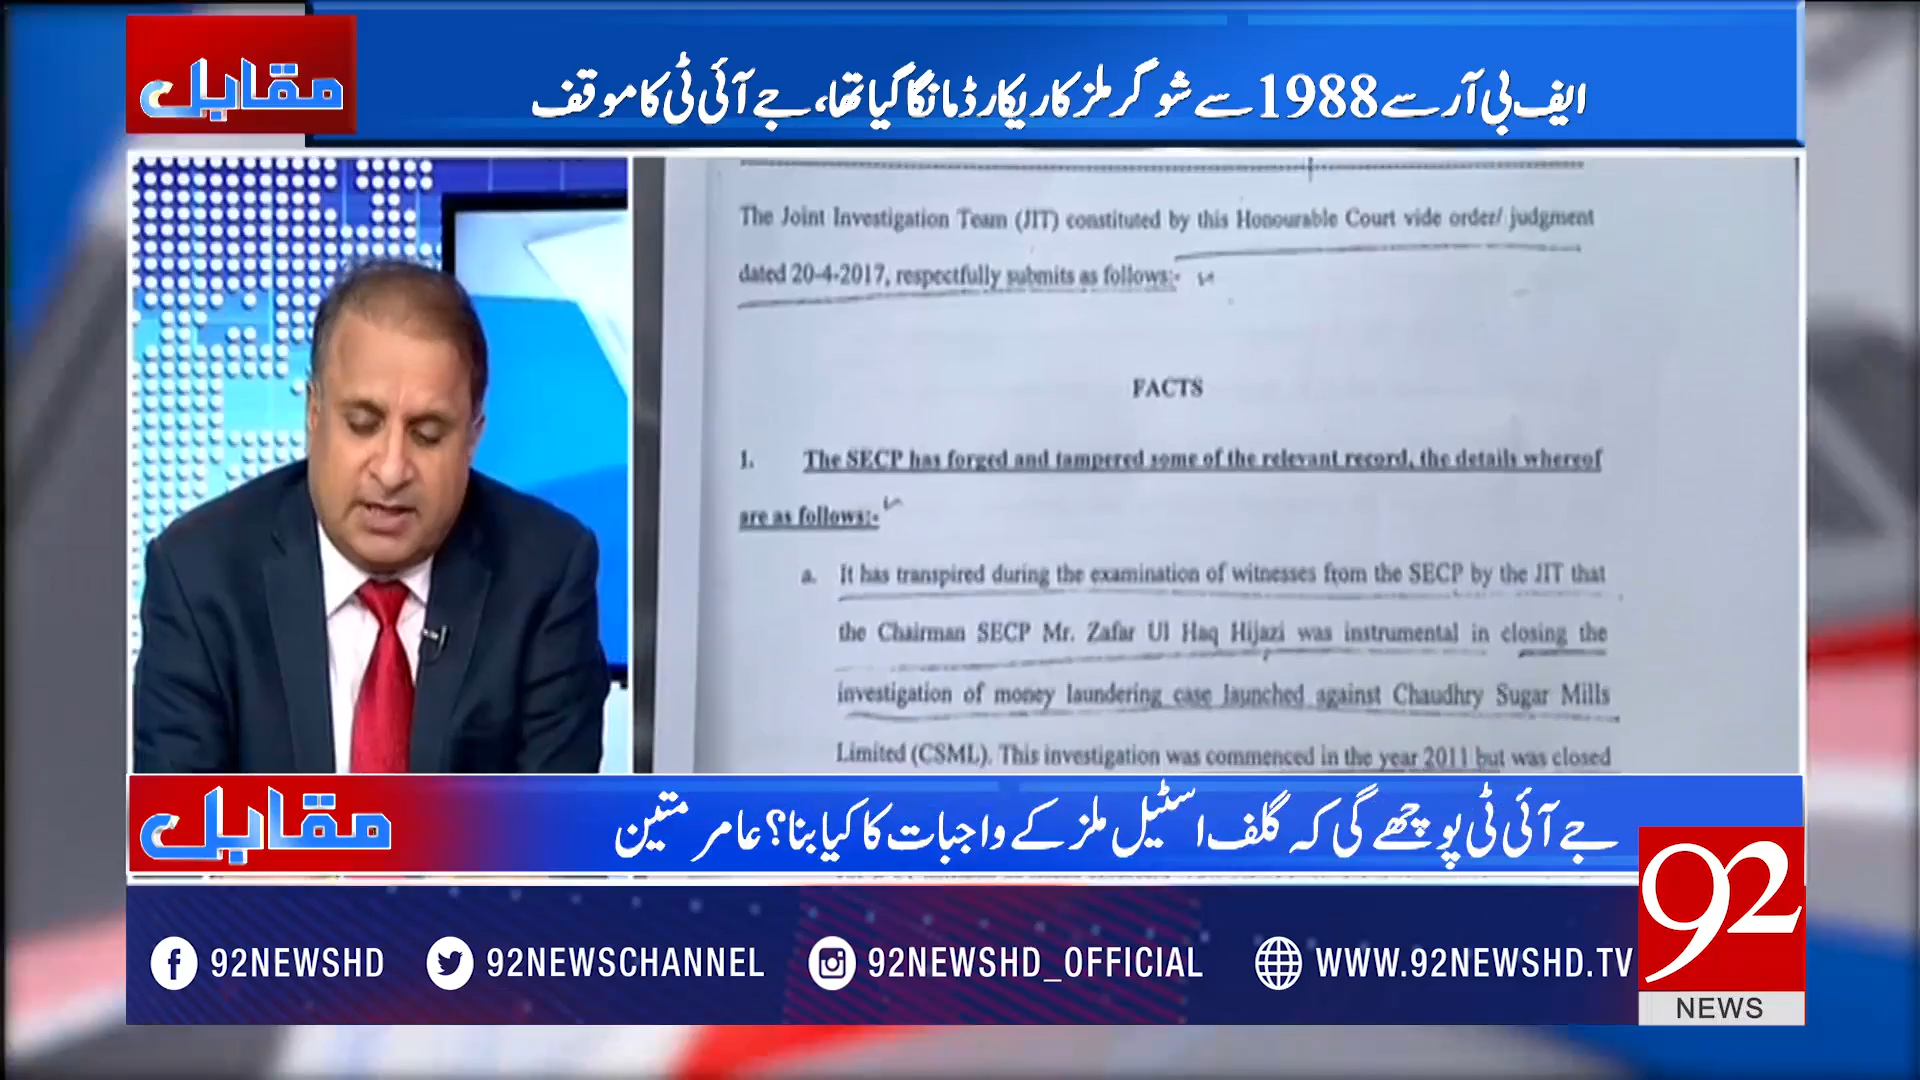 مقابل
ایف بی آر سے 1988 سے شوگر ملز کا ریکارڈ مانگا گیا تھا، جے آئی ٹی کا موقف
The Joint Investigation Team (JIT) constituted by this Honourable Court vide order/ judgment
dated 20-4-2017, respectfully submits as follows:-
FACTS
1. The SECP has forged and tampered some of the relevant record, the details whereof
are as follows:-
a. It has transpired during the examination of witnesses from the SECP by the JIT that
the Chairman SECP Mr. Zafar Ul Haq Hijazi was instrumental in closing the
investigation of money laundering case launched against Chaudhry Sugar Mills
Limited (CSML). This investigation was commenced in the year 2011 but was closed
مقابل
جے آئی ٹی پوچھے گی کہ گلف اسٹیل ملز کے واجبات کا کیا بنا؟ عامر متین
92NEWSHD
92NEWSCHANNEL
92NEWSHD_OFFICIAL
WWW.92NEWSHD.TV
92
NEWS